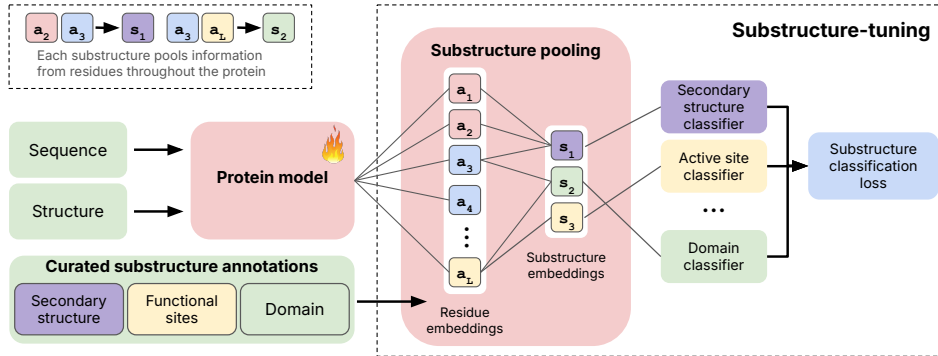 a2 a3 s1 a3 aL s2
Each substructure pools information
from residues throughout the protein
Substructure-tuning
Substructure pooling
Sequence
Structure
Protein model
a1
a2
a3
a4
aL
s1
s2
s3
Substructure
embeddings
Residue
embeddings
Secondary
structure
classifier
Active site
classifier
...
Domain
classifier
Substructure
classification
loss
Curated substructure annotations
Secondary
structure
Functional
sites
Domain